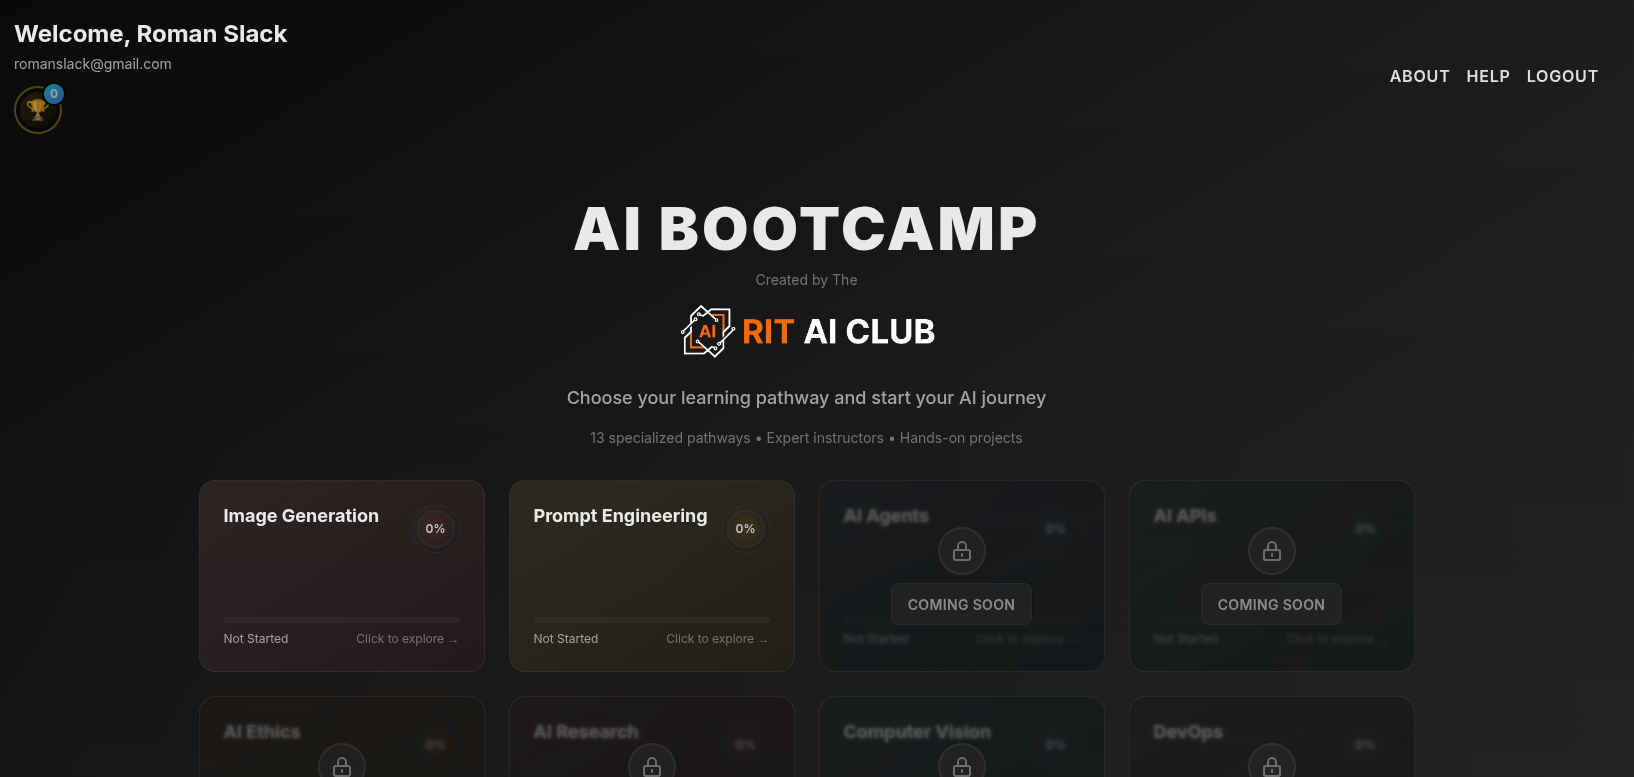 Welcome, Roman Slack
romanslack@gmail.com
0
ABOUT HELP LOGOUT
AI BOOTCAMP
Created by The
AI RIT AI CLUB
Choose your learning pathway and start your AI journey
13 specialized pathways • Expert instructors • Hands-on projects
Image Generation 0%
Not Started Click to explore →
Prompt Engineering 0%
Not Started Click to explore →
AI Agents 0%
COMING SOON
Not Started Click to explore →
AI APIs 0%
COMING SOON
Not Started Click to explore →
AI Ethics 0%
AI Research 0%
Computer Vision 0%
DevOps 0%